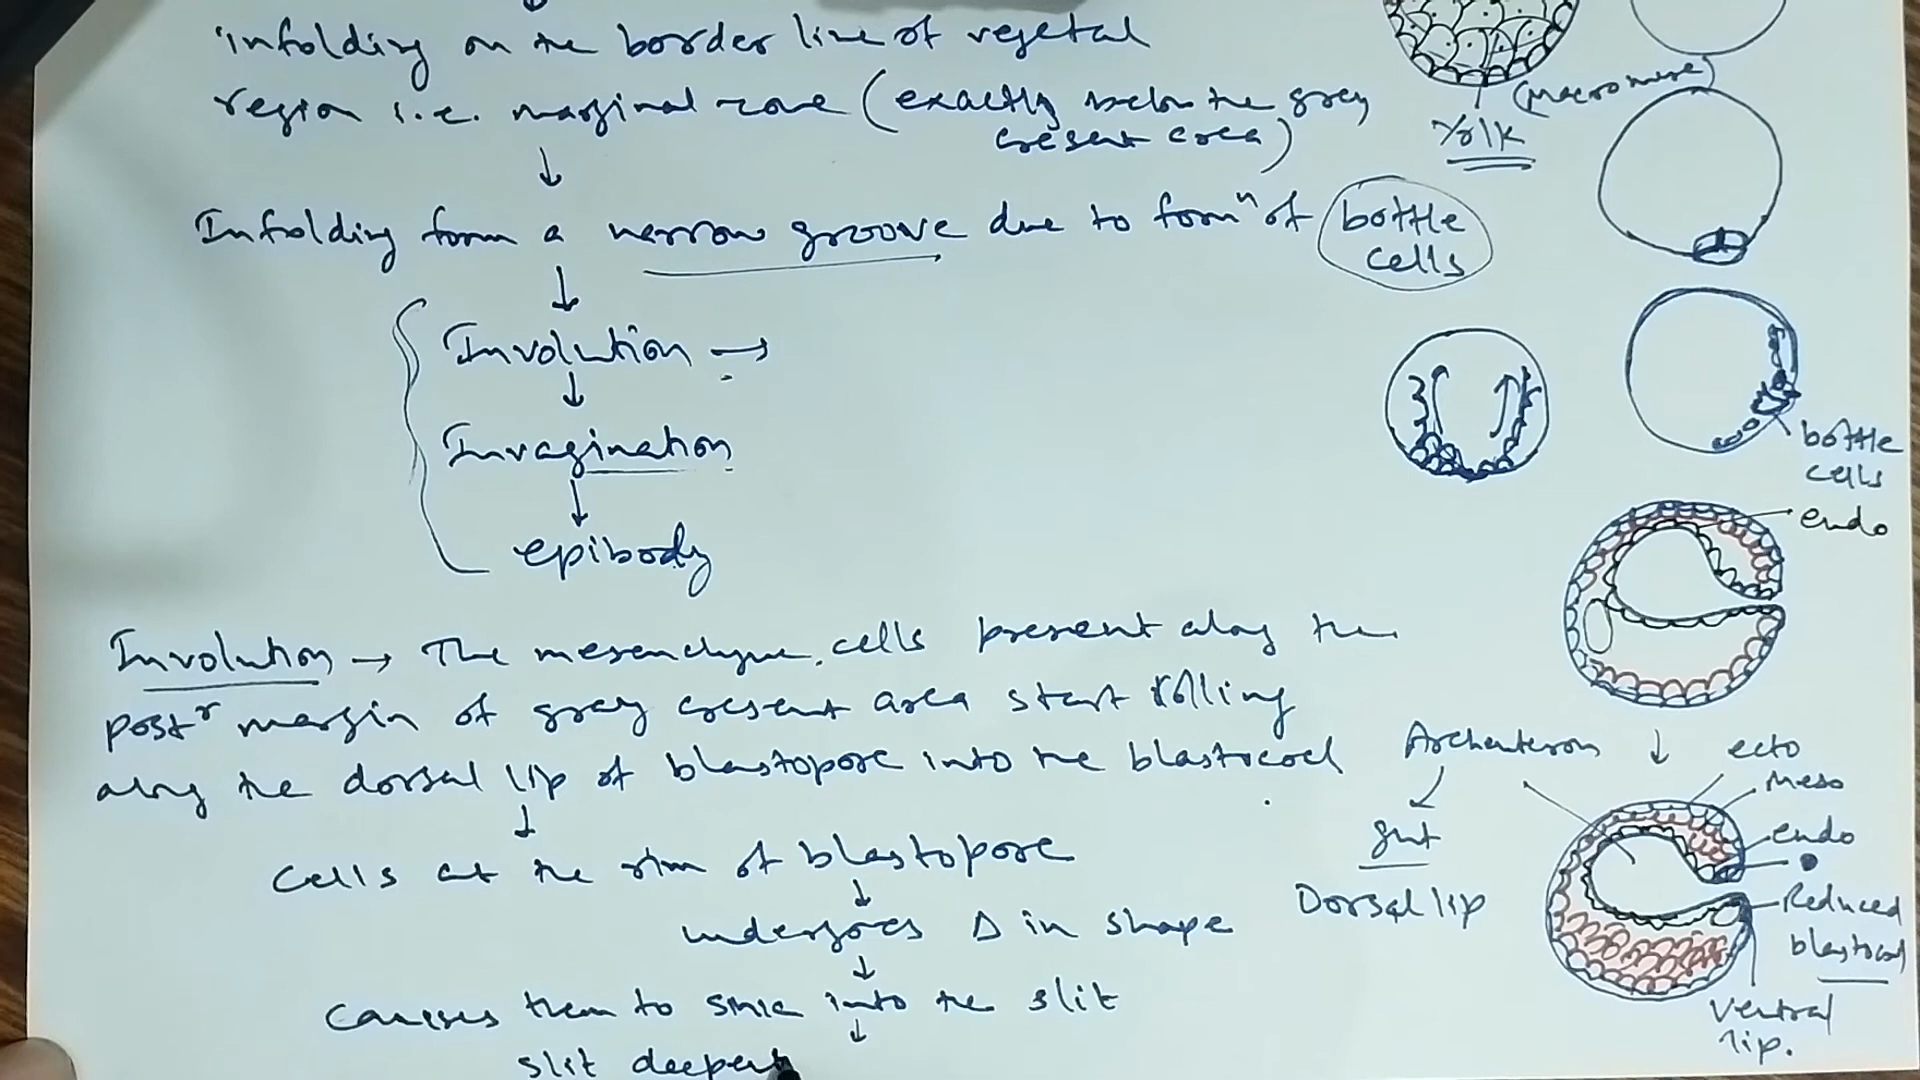 infolding on the border line of vegetal
region i.e. marginal zone (exactly below the grey
cresent area)
Infolding form a narrow groove due to formⁿ of bottle
cells
Involution →
Invagination
epibody
Involution → The mesenchyme cells present along the
postʳ margin of grey cresent area start rolling
along the dorsal lip of blastopore into the blastocoel
Cells at the rim of blastopore
undergoes Δ in shape
causes them to sink into the slit
slit deepen
(macromere)
Yolk
bottle
cells
endo
Archenteron
gut
Dorsal lip
ecto
meso
endo
Reduced
blastocoel
Ventral
lip.